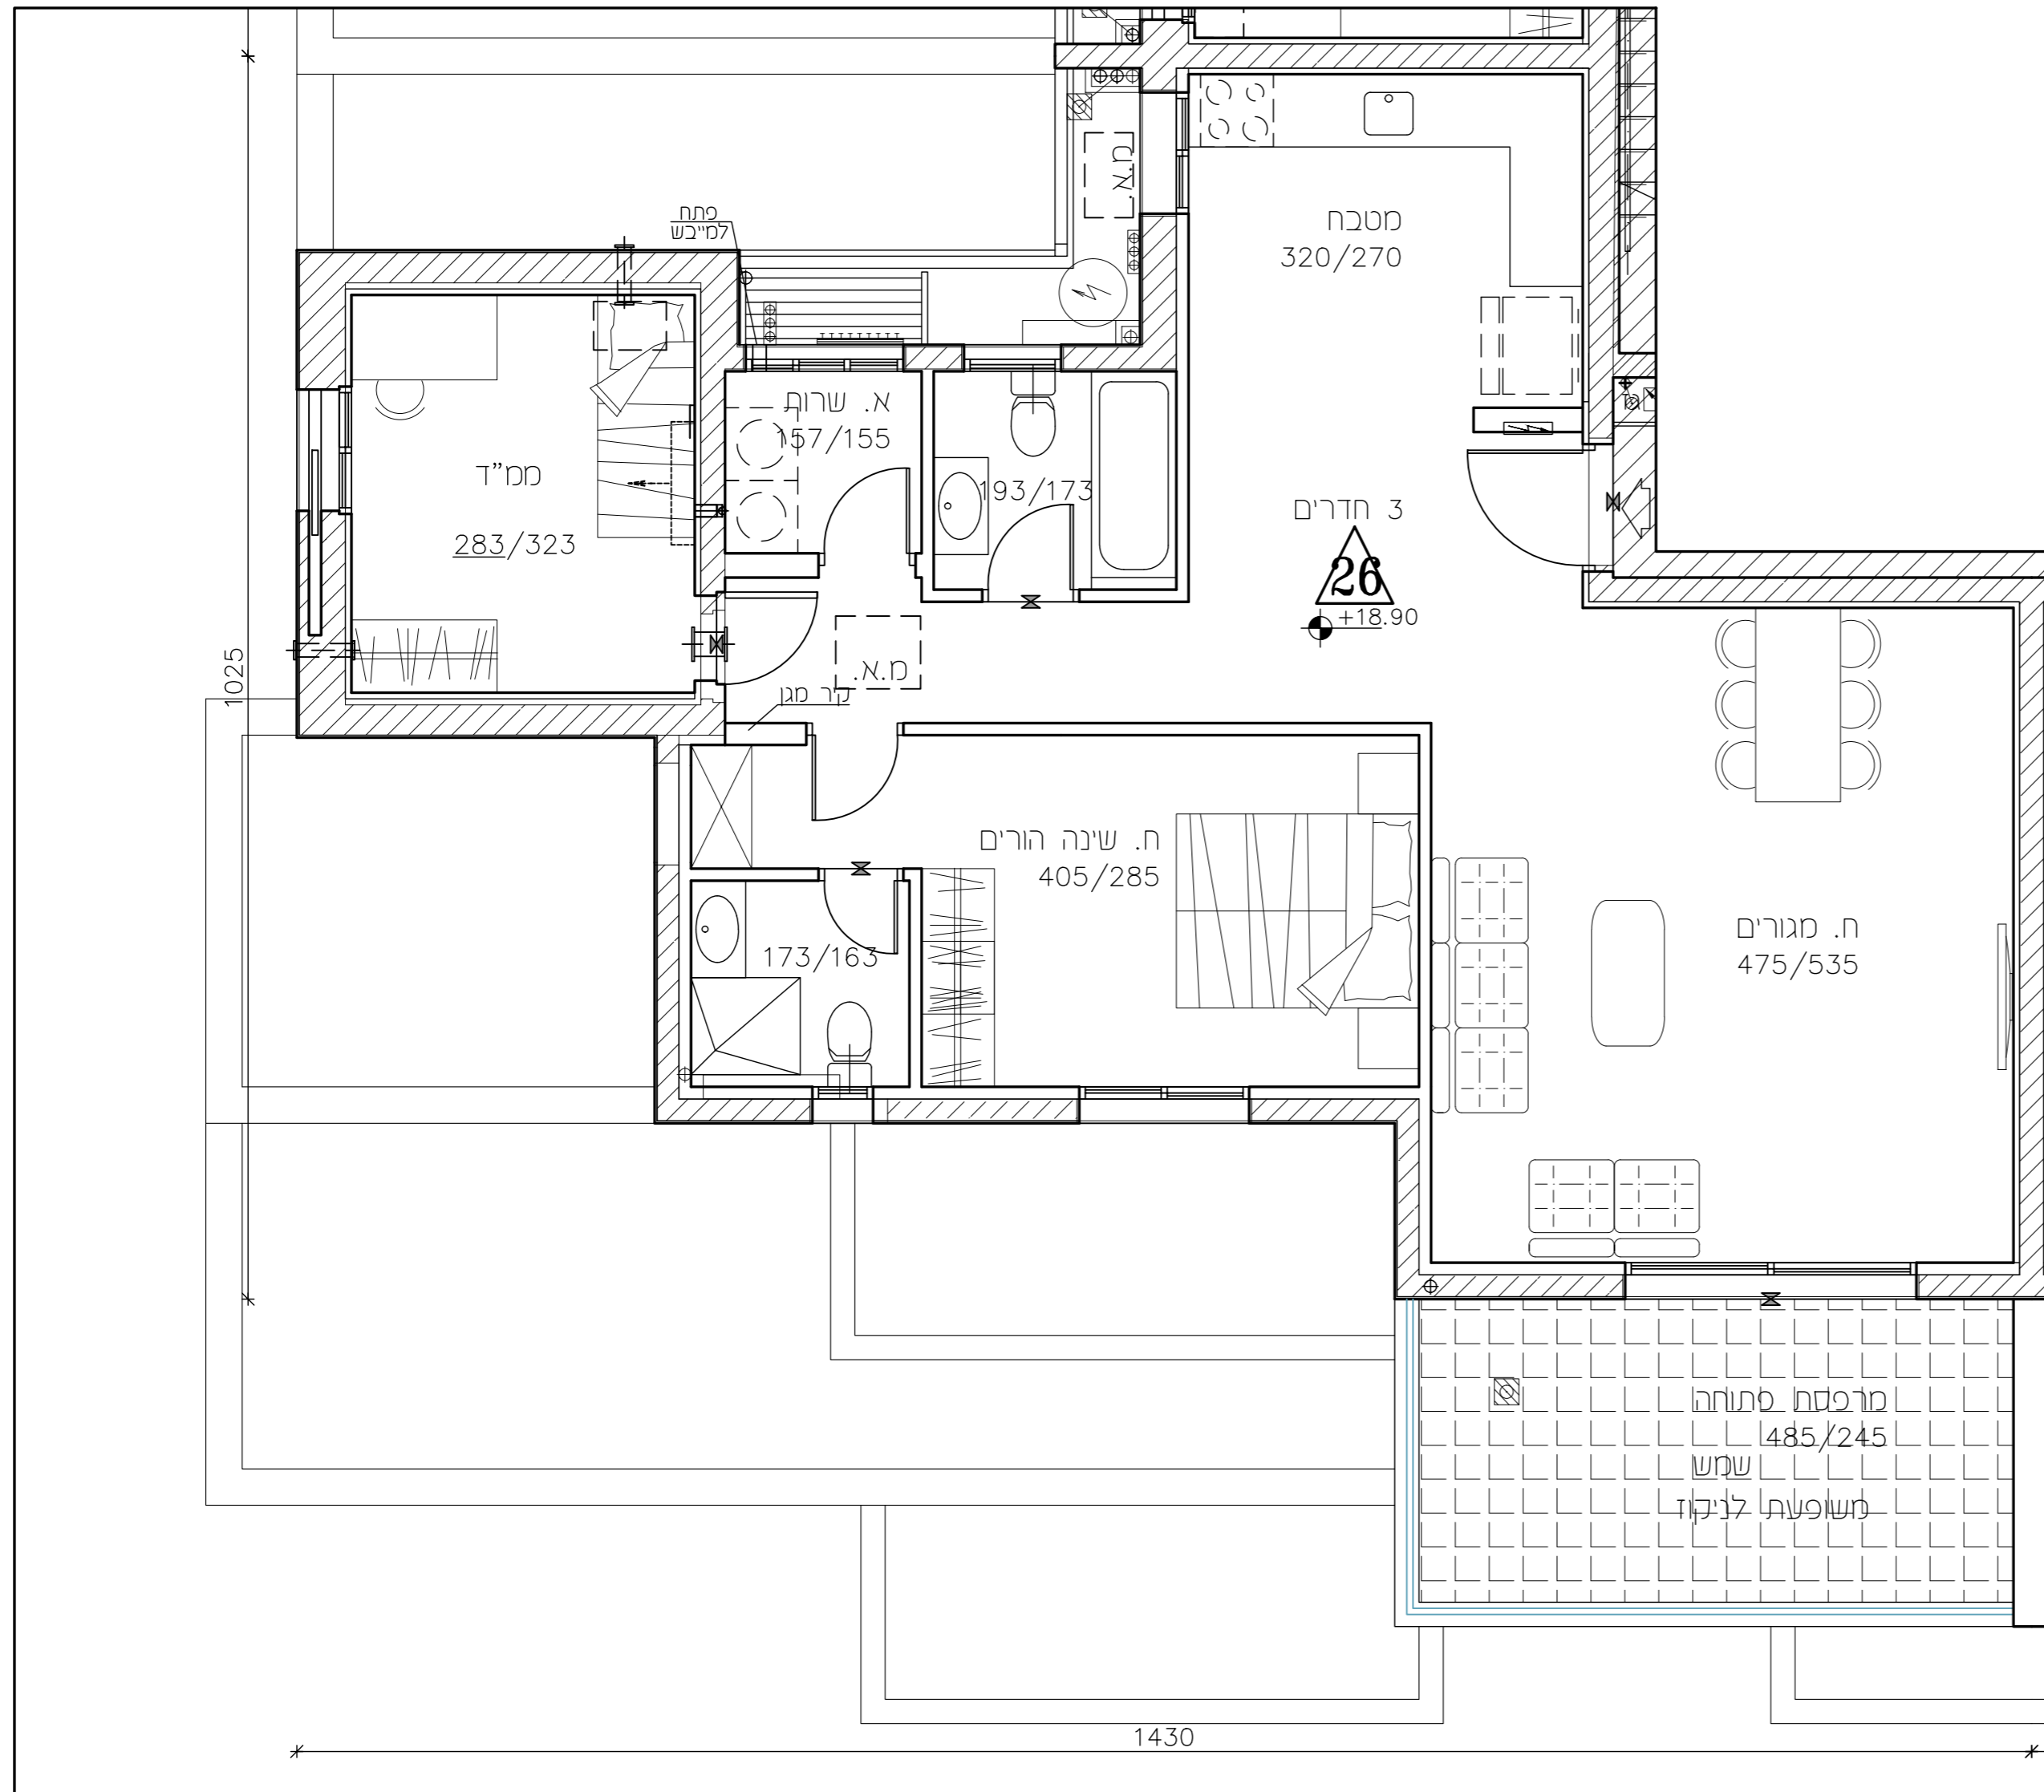 פתח
למייבש
מ.א.
מטבח
320/270
א. שרות
157/155
ממ"ד
283/323
193/173
3 חדרים
26
+18.90
מ.א.
קיר מגן
1025
ח. שינה הורים
405/285
173/163
ח. מגורים
475/535
מרפסת פתוחה
485/245
שמש
משופעת לניקוז
1430